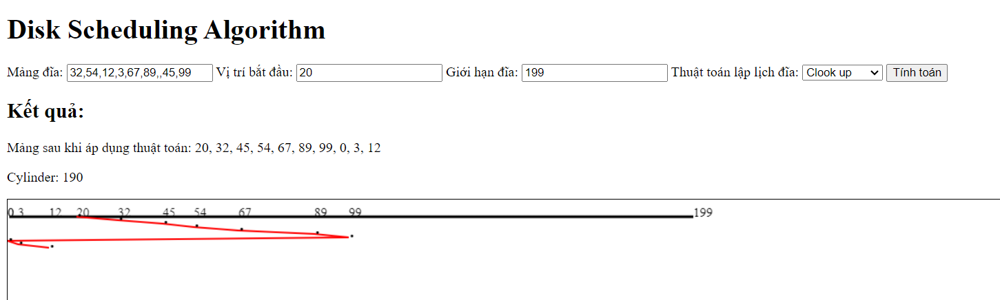 Disk Scheduling Algorithm
Mảng đĩa: 32,54,12,3,67,89,,45,99 Vị trí bắt đầu: 20 Giới hạn đĩa: 199 Thuật toán lập lịch đĩa: Clook up Tính toán
Kết quả:
Mảng sau khi áp dụng thuật toán: 20, 32, 45, 54, 67, 89, 99, 0, 3, 12
Cylinder: 190
0 3 12 20 32 45 54 67 89 99 199